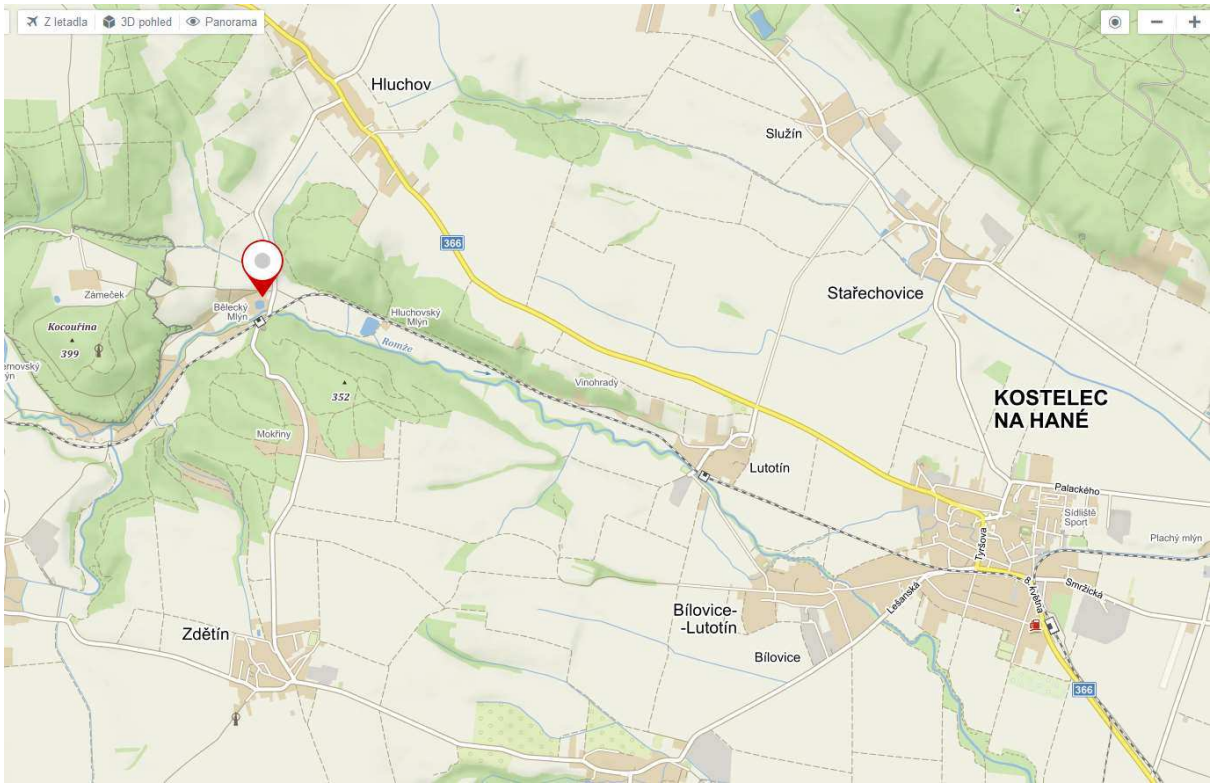 Z letadla
3D pohled
Panorama
Hluchov
Služín
366
Stařechovice
Zámeček
Bělecký
Mlýn
Hluchovský
Mlýn
Kocouřina
399
Romže
352
Vinohrady
KOSTELEC
NA HANÉ
Mokřiny
Lutotín
Palackého
Sídliště
Sport
Tyršova
Plachý mlýn
Smržická
8. května
Lešanská
Bílovice-
-Lutotín
Zdětín
Bílovice
366